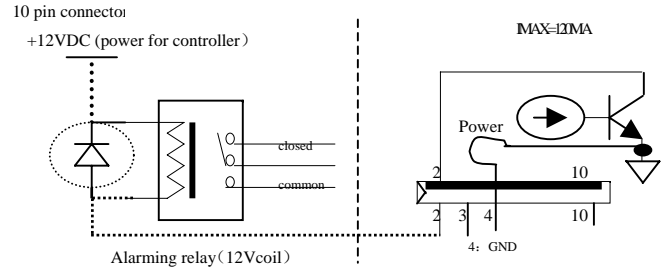 10 pin connector
+12VDC (power for controller）
IMAX=120MA
closed
common
Power
2 10
2 3 4 10
4：GND
Alarming relay（12Vcoil）